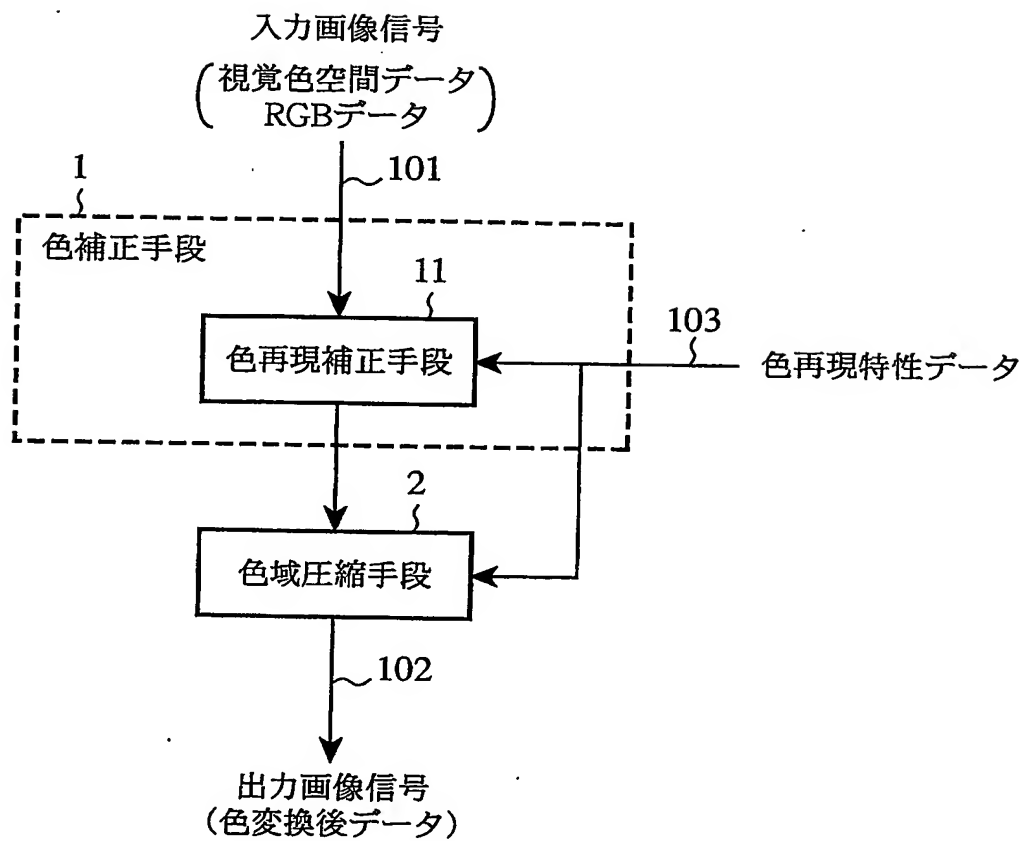 入力画像信号
視覚色空間データ
RGBデータ
101
1
色補正手段
11
色再現補正手段
103
色再現特性データ
2
色域圧縮手段
102
出力画像信号
(色変換後データ)